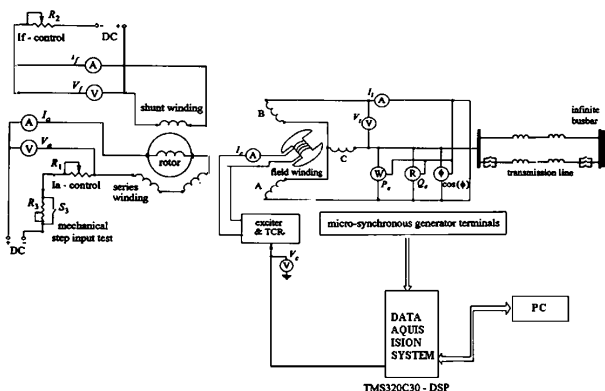 R2
If - control
DC
if
A
Vf
V
shunt winding
Ia
A
Va
V
rotor
R1
Ia - control
series
winding
R3
S3
mechanical
step input test
DC
B
A
C
Ie
A
field winding
It
A
Vt
V
W
Pe
R
Qe
Φ
cos(ϕ)
infinite
busbar
transmission line
exciter
& TCR
Ve
V
micro-synchronous generator terminals
DATA
AQUIS
ISION
SYSTEM
PC
TMS320C30 - DSP